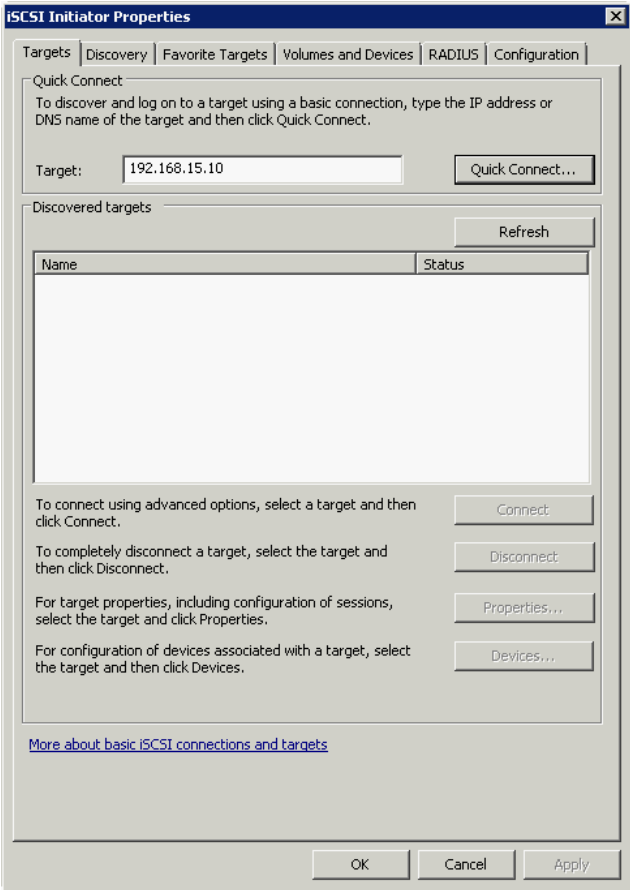 iSCSI Initiator Properties
Targets Discovery Favorite Targets Volumes and Devices RADIUS Configuration
Quick Connect
To discover and log on to a target using a basic connection, type the IP address or
DNS name of the target and then click Quick Connect.
Target: 192.168.15.10 Quick Connect...
Discovered targets
Refresh
Name Status
To connect using advanced options, select a target and then
click Connect.
Connect
To completely disconnect a target, select the target and
then click Disconnect.
Disconnect
For target properties, including configuration of sessions,
select the target and click Properties.
Properties...
For configuration of devices associated with a target, select
the target and then click Devices.
Devices...
More about basic iSCSI connections and targets
OK Cancel Apply